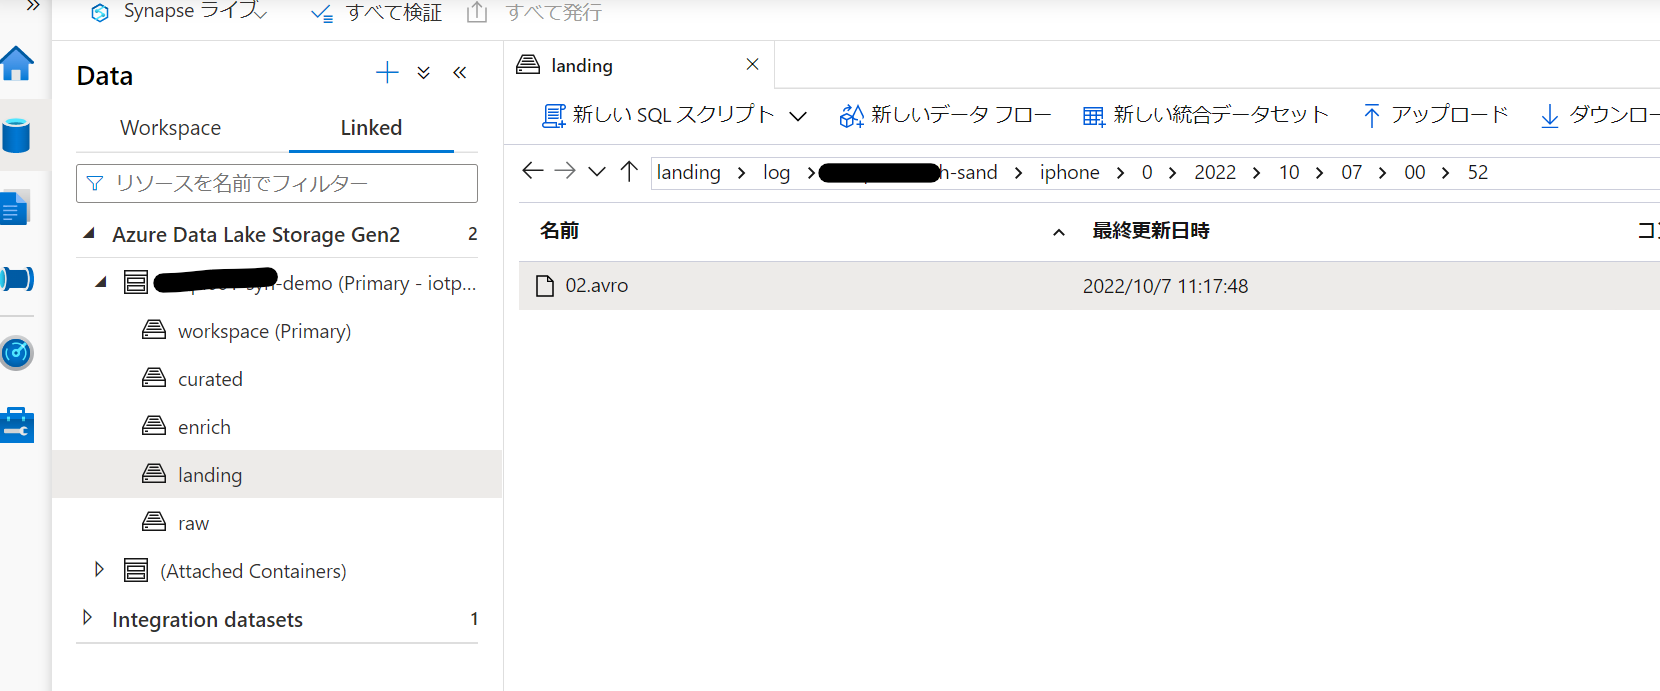 Synapse ライブ すべて検証 すべて発行
Data
Workspace Linked
リソースを名前でフィルター
Azure Data Lake Storage Gen2 2
-demo (Primary - iotp...
workspace (Primary)
curated
enrich
landing
raw
(Attached Containers)
Integration datasets 1
landing
新しい SQL スクリプト 新しいデータ フロー 新しい統合データセット アップロード ダウンロー
landing > log > h-sand > iphone > 0 > 2022 > 10 > 07 > 00 > 52
名前 最終更新日時 コン
02.avro 2022/10/7 11:17:48